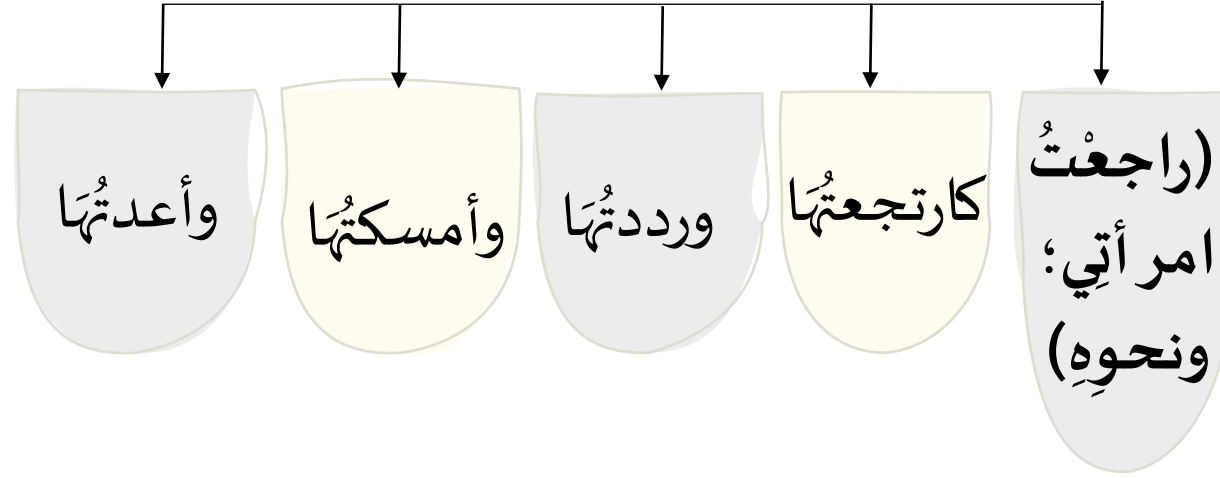 (راجعْتُ
امرأتِي؛
ونحوِهِ)
كارتجعتُهَا
ورددتُهَا
وأمسكتُهَا
وأعدتُهَا